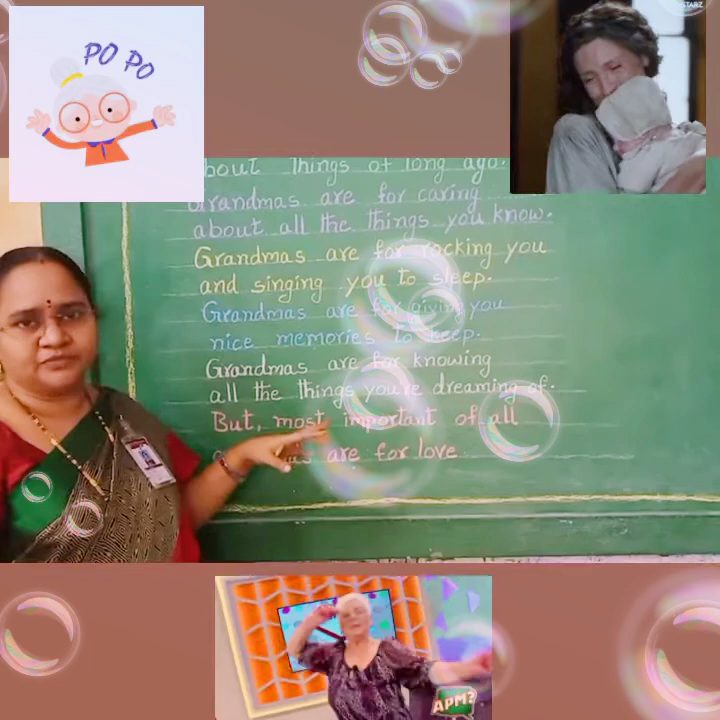 PO PO
STARZ
bout things of long ago.
Grandmas are for caring
about all the things you know.
Grandmas are for rocking you
and singing you to sleep.
Grandmas are for giving you
nice memories to keep.
Grandmas are for knowing
all the things you're dreaming of.
But, most important of all
are for love
APM?